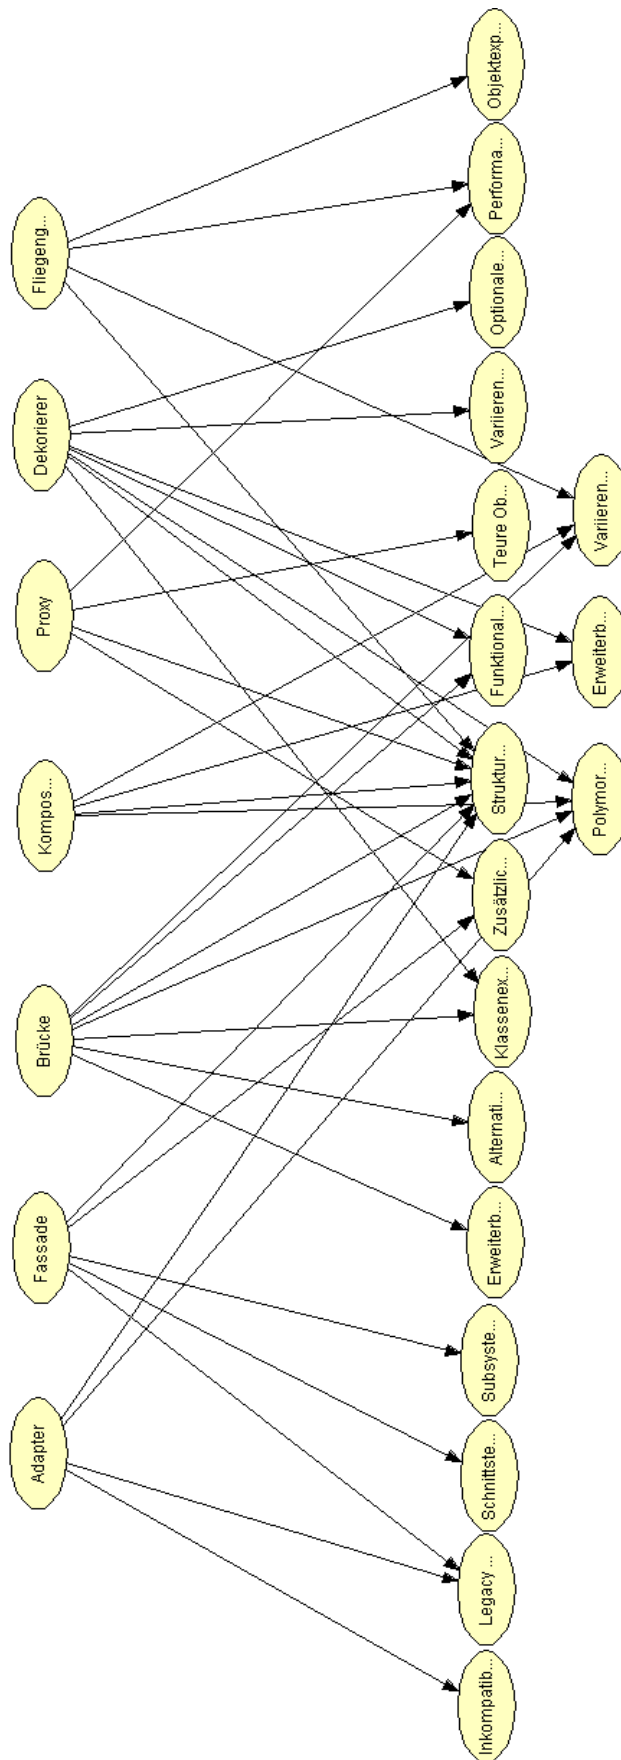 Adapter
Fassade
Brücke
Kompos...
Proxy
Dekorierer
Fliegeng...
Inkompatib...
Legacy ...
Schnittste...
Subsyste...
Erweiterb...
Alternati...
Klassenex...
Zusätzlic...
Struktur...
Funktional...
Teure Ob...
Variieren...
Optionale...
Performa...
Objektexp...
Polymor...
Erweiterb...
Variieren...